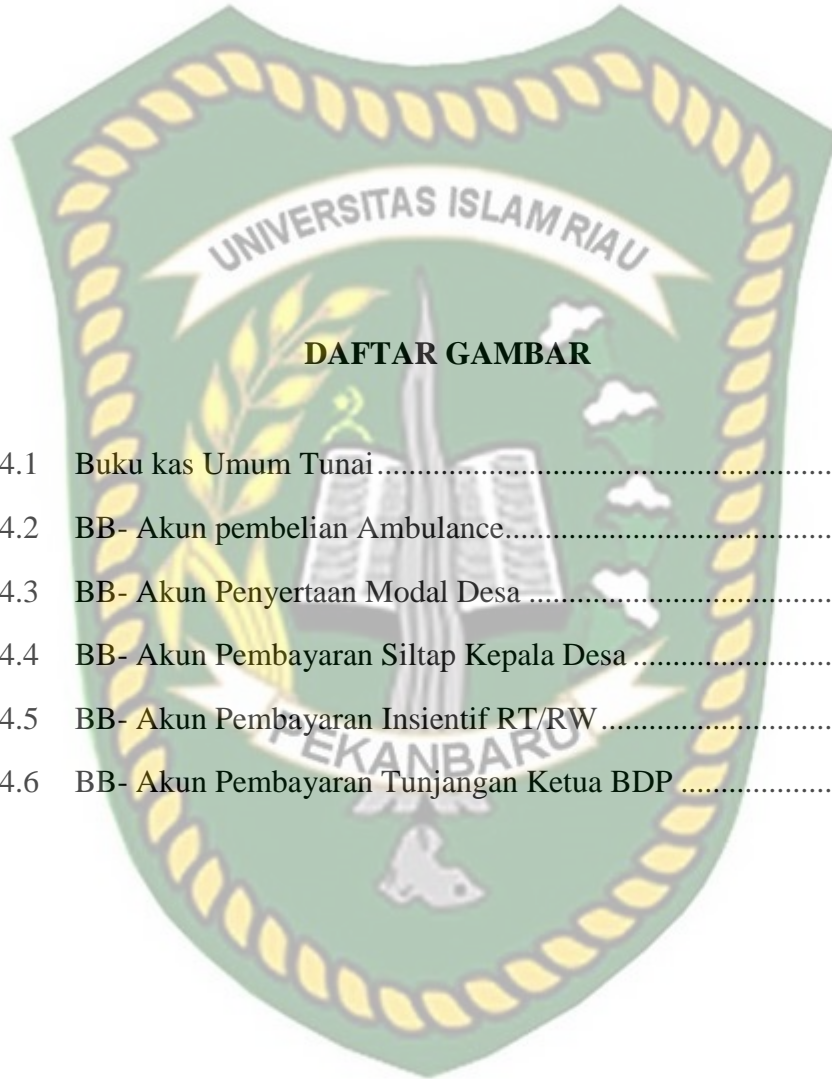 UNIVERSITAS ISLAM RIAU
DAFTAR GAMBAR
4.1 Buku kas Umum Tunai.......................................................
4.2 BB- Akun pembelian Ambulance........................................
4.3 BB- Akun Penyertaan Modal Desa .....................................
4.4 BB- Akun Pembayaran Siltap Kepala Desa ........................
4.5 BB- Akun Pembayaran Insientif RT/RW............................
4.6 BB- Akun Pembayaran Tunjangan Ketua BDP ..................
PEKANBARU